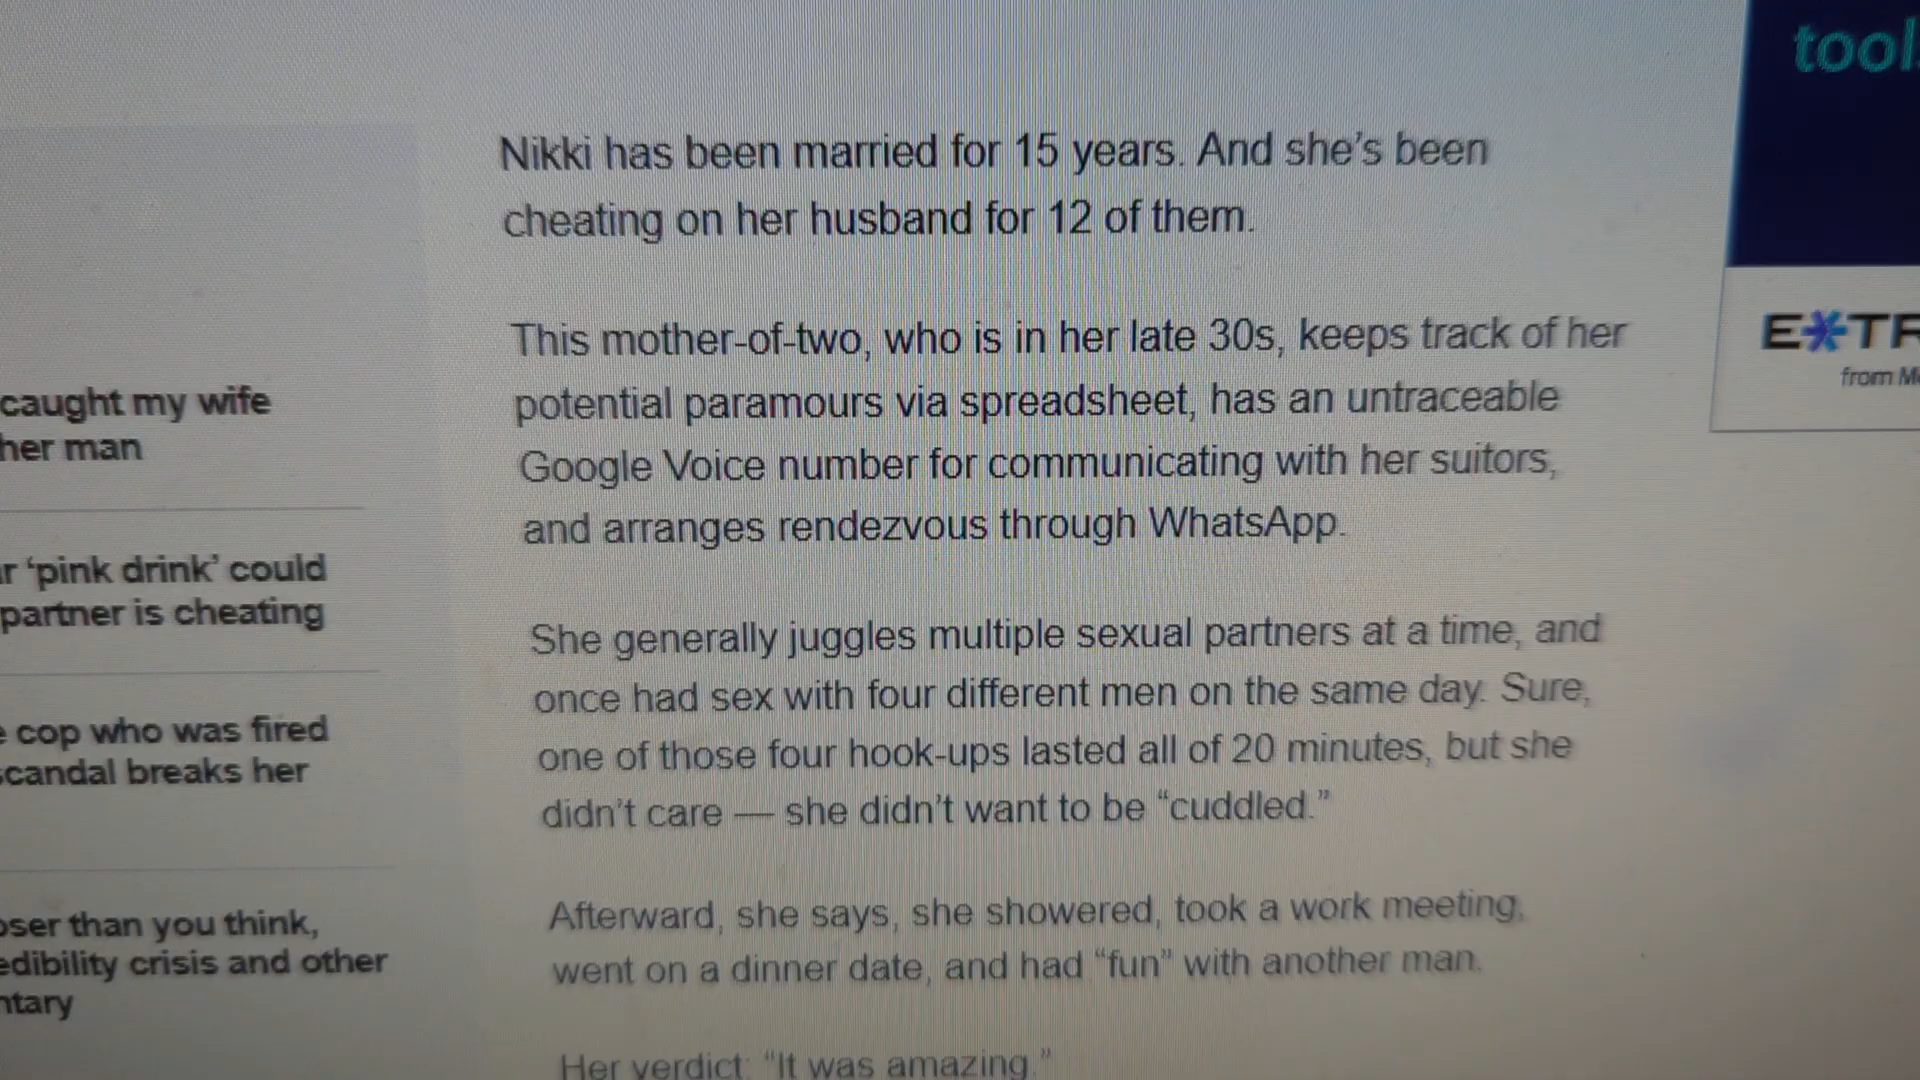 caught my wife
her man
r ‘pink drink’ could
partner is cheating
cop who was fired
candal breaks her
oser than you think,
edibility crisis and other
ntary
Nikki has been married for 15 years. And she’s been
cheating on her husband for 12 of them.
This mother-of-two, who is in her late 30s, keeps track of her
potential paramours via spreadsheet, has an untraceable
Google Voice number for communicating with her suitors,
and arranges rendezvous through WhatsApp.
She generally juggles multiple sexual partners at a time, and
once had sex with four different men on the same day. Sure,
one of those four hook-ups lasted all of 20 minutes, but she
didn’t care — she didn’t want to be “cuddled.”
Afterward, she says, she showered, took a work meeting,
went on a dinner date, and had “fun” with another man.
Her verdict: “It was amazing.”
tool
E*TR
from M